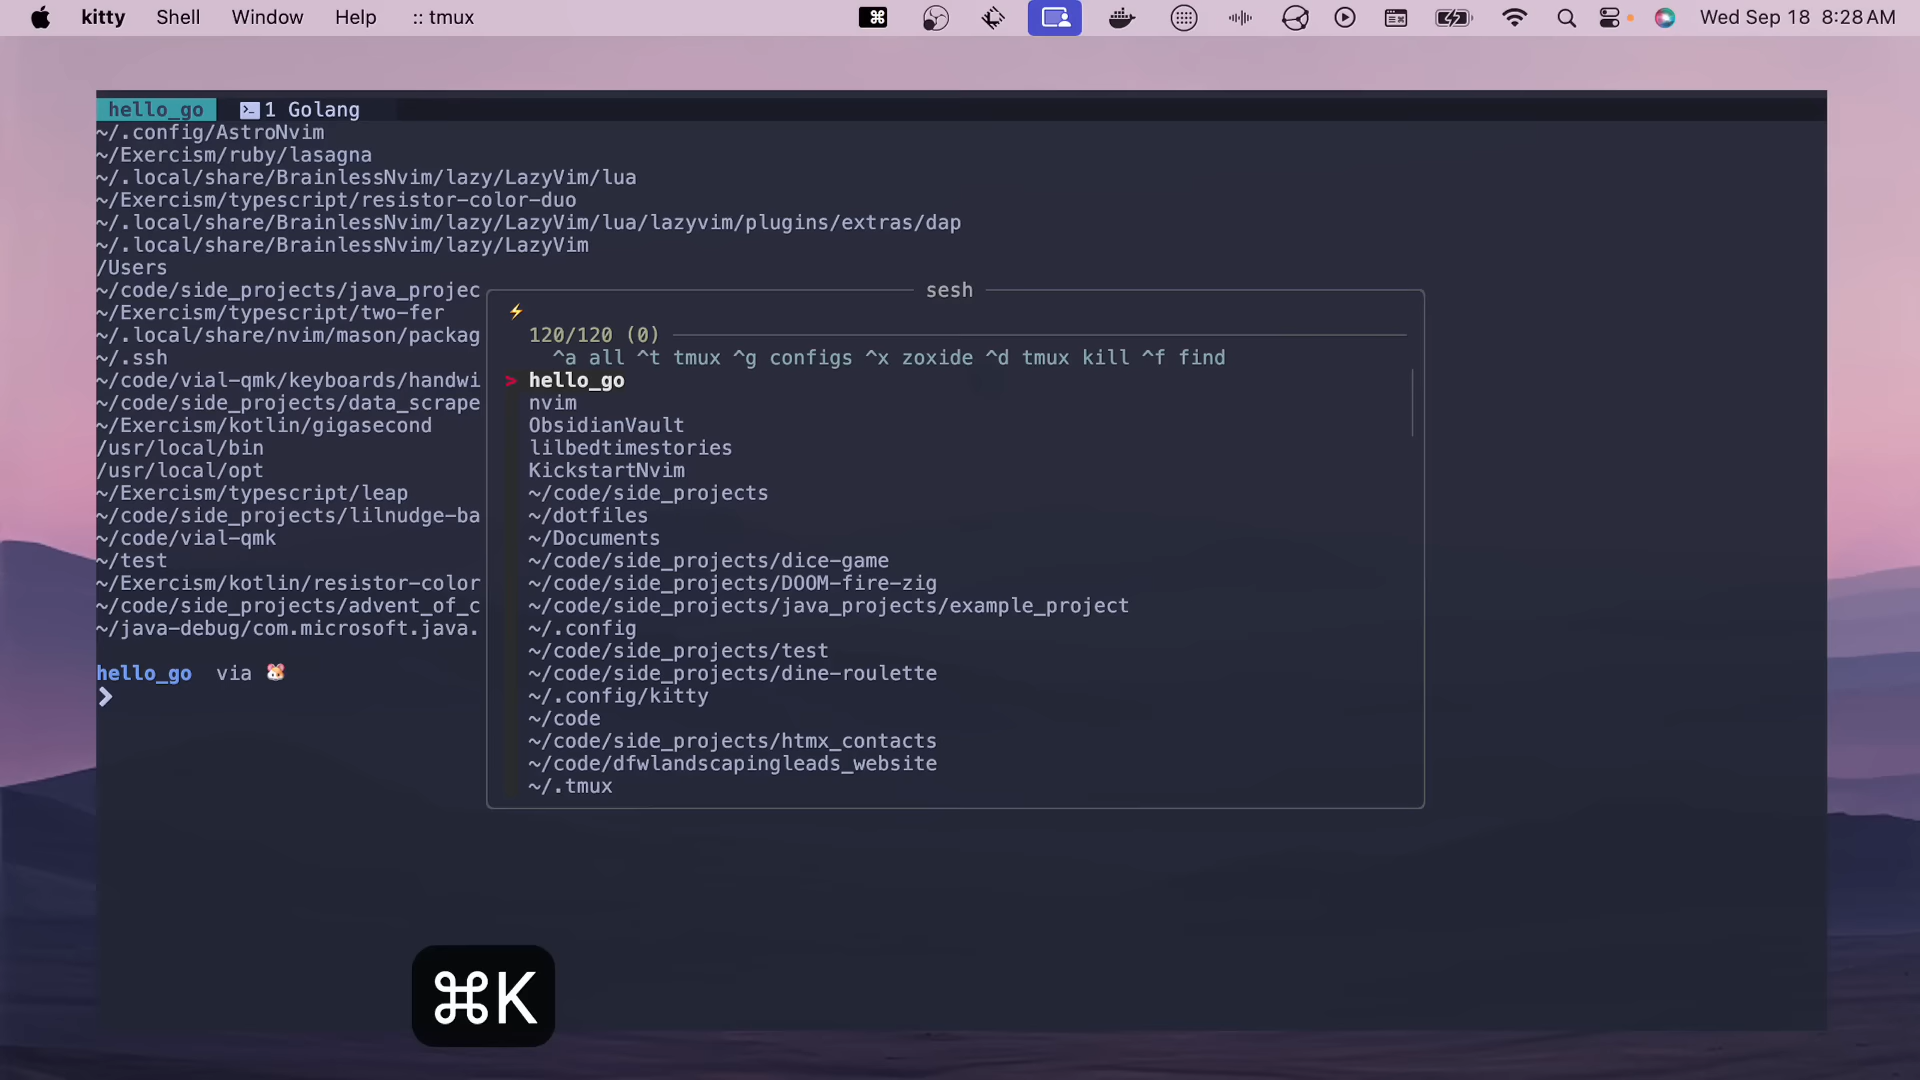 kitty Shell Window Help :: tmux Wed Sep 18 8:28 AM
hello_go 1 Golang
~/.config/AstroNvim
~/Exercism/ruby/lasagna
~/.local/share/BrainlessNvim/lazy/LazyVim/lua
~/Exercism/typescript/resistor-color-duo
~/.local/share/BrainlessNvim/lazy/LazyVim/lua/lazyvim/plugins/extras/dap
~/.local/share/BrainlessNvim/lazy/LazyVim
/Users
~/code/side_projects/java_projec
~/Exercism/typescript/two-fer
~/.local/share/nvim/mason/packag
~/.ssh
~/code/vial-qmk/keyboards/handwi
~/code/side_projects/data_scrape
~/Exercism/kotlin/gigasecond
/usr/local/bin
/usr/local/opt
~/Exercism/typescript/leap
~/code/side_projects/lilnudge-ba
~/code/vial-qmk
~/test
~/Exercism/kotlin/resistor-color
~/code/side_projects/advent_of_c
~/java-debug/com.microsoft.java.
hello_go via 🐹
❯
sesh
⚡
120/120 (0)
^a all ^t tmux ^g configs ^x zoxide ^d tmux kill ^f find
> hello_go
nvim
ObsidianVault
lilbedtimestories
KickstartNvim
~/code/side_projects
~/dotfiles
~/Documents
~/code/side_projects/dice-game
~/code/side_projects/DOOM-fire-zig
~/code/side_projects/java_projects/example_project
~/.config
~/code/side_projects/test
~/code/side_projects/dine-roulette
~/.config/kitty
~/code
~/code/side_projects/htmx_contacts
~/code/dfwlandscapingleads_website
~/.tmux
⌘K